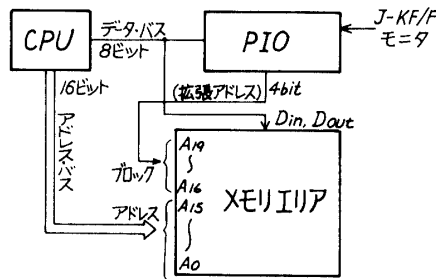 CPU
データ・バス
8ビット
PIO
J-KF/F
モニタ
16ビット
アドレス・バス
(拡張アドレス)
4bit
Din, Dout
ブロック
A19
A16
アドレス
A15
A0
メモリエリア